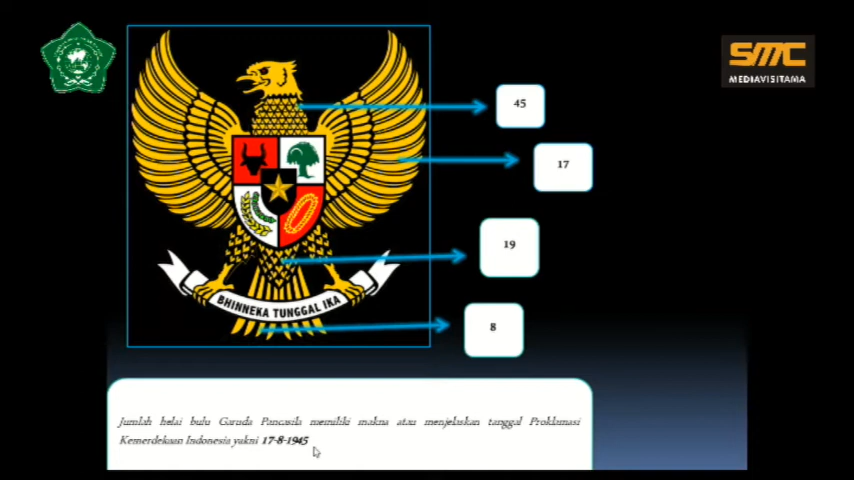 SMC
MEDIAVISITAMA
45
17
19
8
BHINNEKA TUNGGAL IKA
Jumlah helai bulu Garuda Pancasila memiliki makna atau menjelaskan tanggal Proklamasi
Kemerdekaan Indonesia yakni 17-8-1945